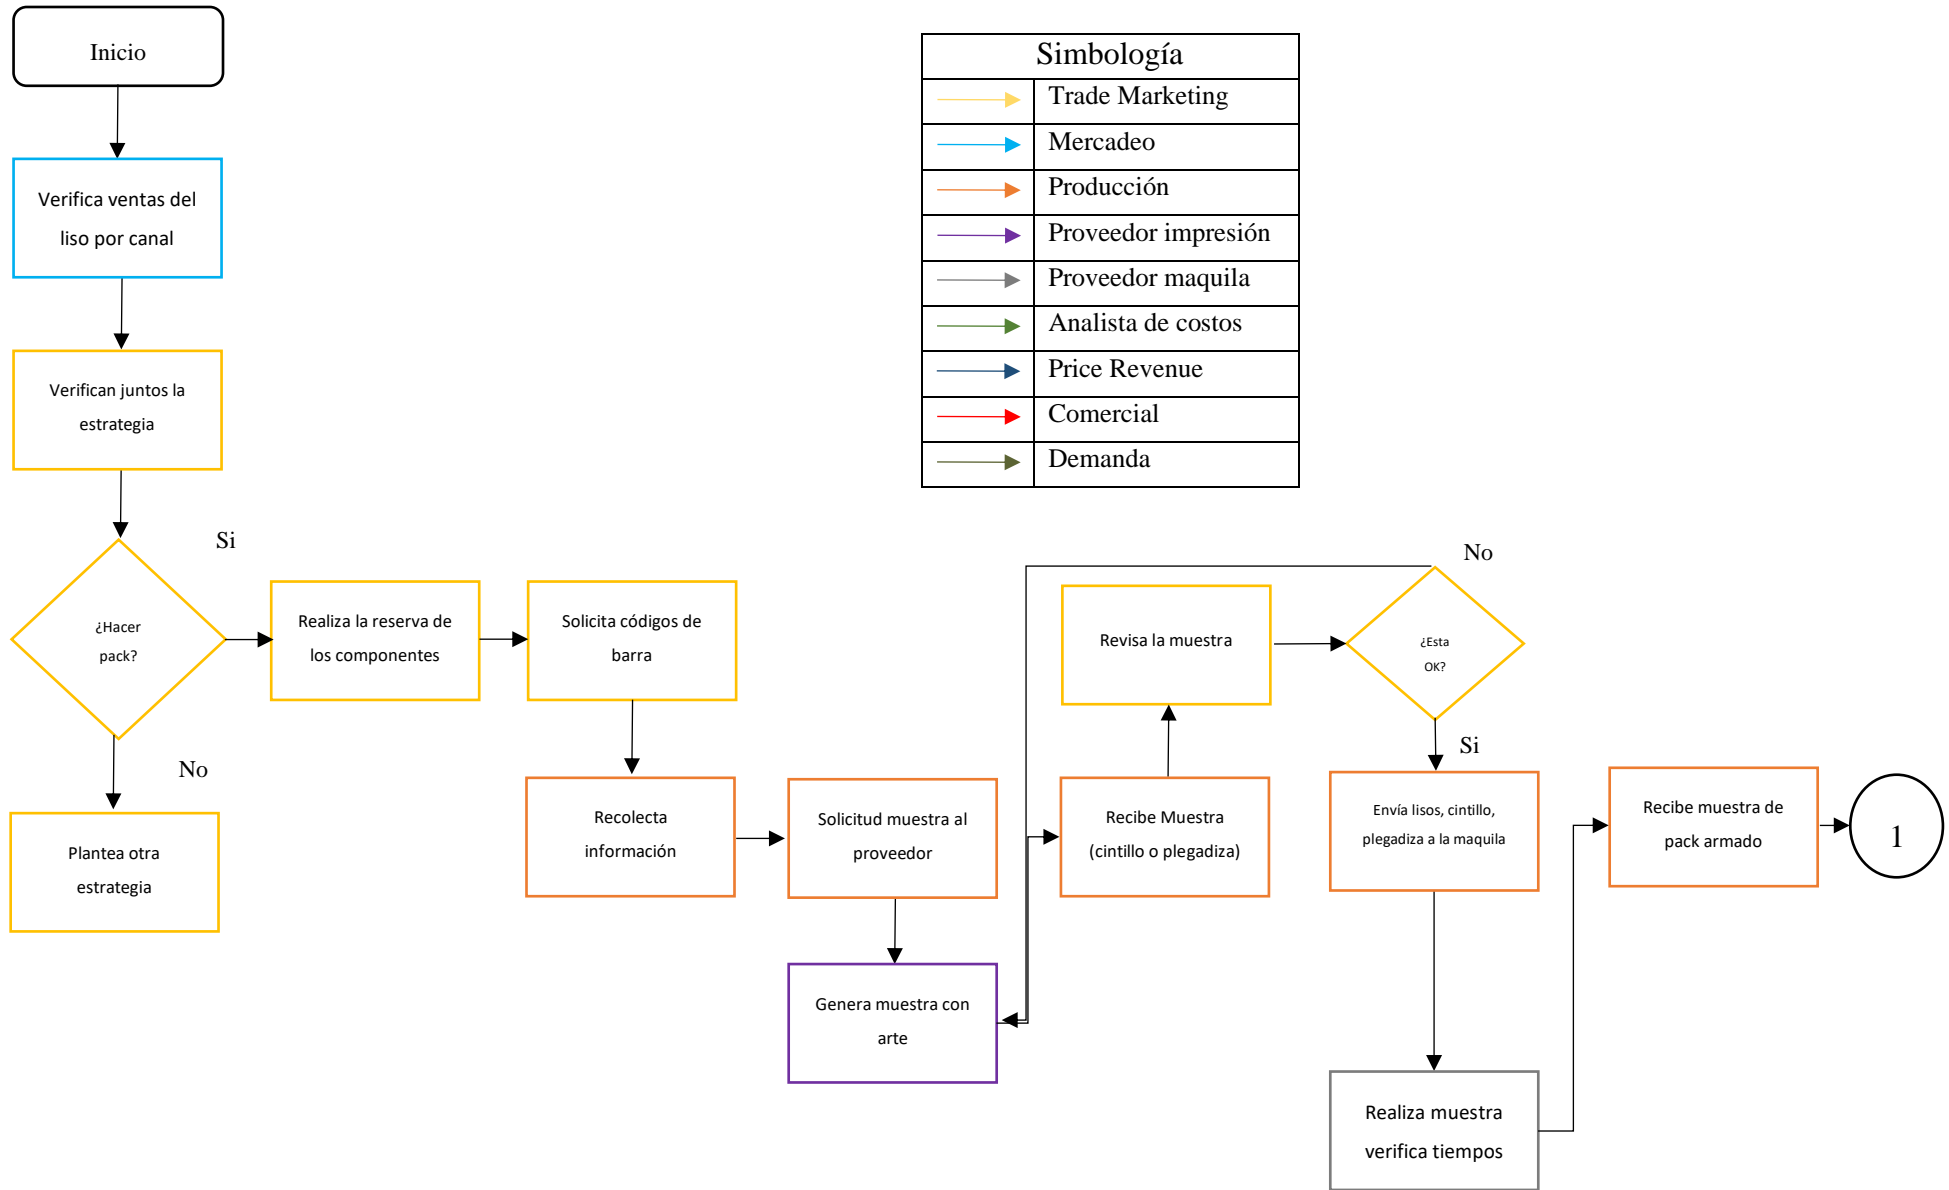 Inicio
Verifica ventas del
liso por canal
Verifican juntos la
estrategia
Simbología
Trade Marketing
Mercadeo
Producción
Proveedor impresión
Proveedor maquila
Analista de costos
Price Revenue
Comercial
Demanda
¿Hacer
pack?
Si
No
Plantea otra
estrategia
Realiza la reserva de
los componentes
Solicita códigos de
barra
Recolecta
información
Solicitud muestra al
proveedor
Genera muestra con
arte
Recibe Muestra
(cintillo o plegadiza)
Revisa la muestra
¿Esta
OK?
No
Si
Envía lisos, cintillo,
plegadiza a la maquila
Realiza muestra
verifica tiempos
Recibe muestra de
pack armado
1